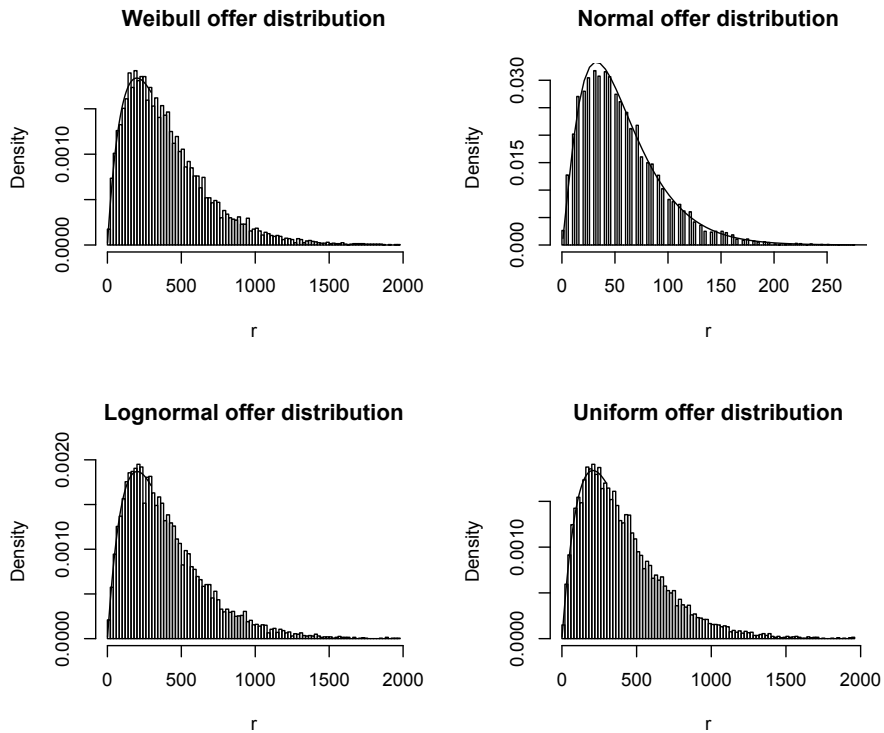 Weibull offer distribution
Density
0.0000
0.0010
0 500 1000 1500 2000
r
Normal offer distribution
Density
0.000
0.015
0.030
0 50 100 150 200 250
r
Lognormal offer distribution
Density
0.0000
0.0010
0.0020
0 500 1000 1500 2000
r
Uniform offer distribution
Density
0.0000
0.0010
0 500 1000 1500 2000
r